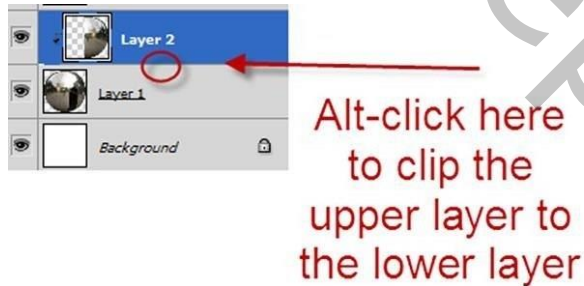 Layer 2
Layer 1
Background
Alt-click here
to clip the
upper layer to
the lower layer